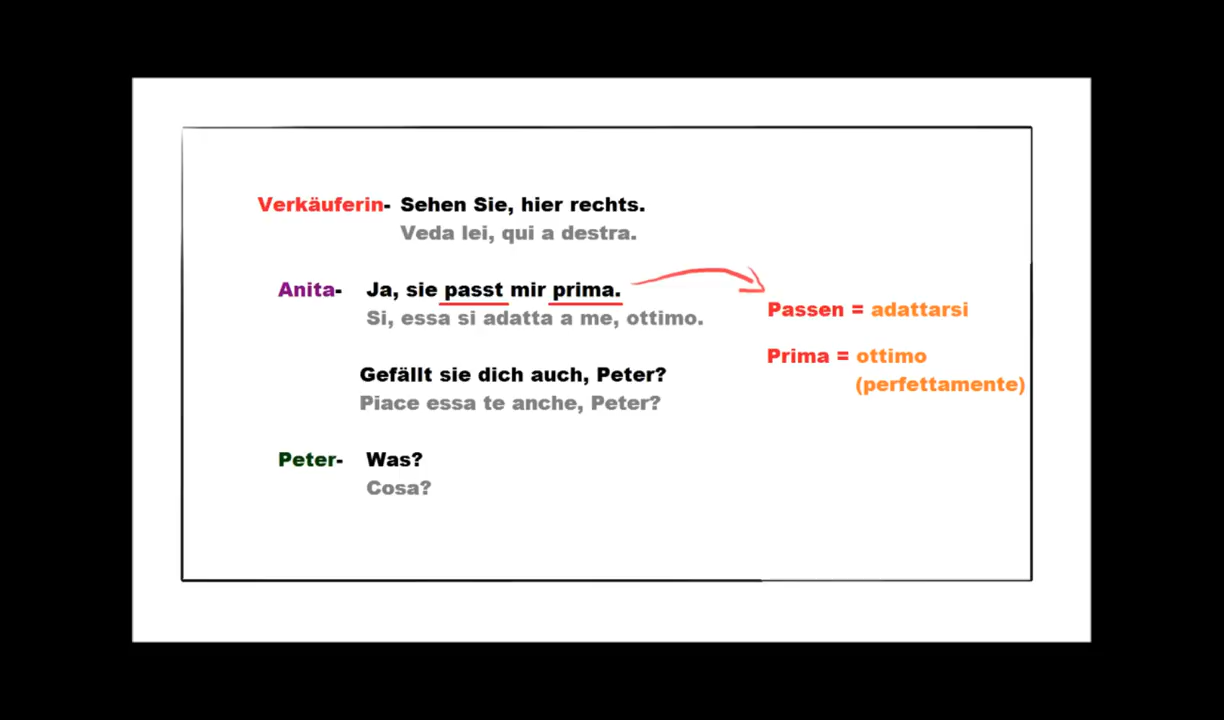 Verkäuferin- Sehen Sie, hier rechts.
Veda lei, qui a destra.
Anita- Ja, sie passt mir prima.
Si, essa si adatta a me, ottimo.
Passen = adattarsi
Prima = ottimo
(perfettamente)
Gefällt sie dich auch, Peter?
Piace essa te anche, Peter?
Peter- Was?
Cosa?